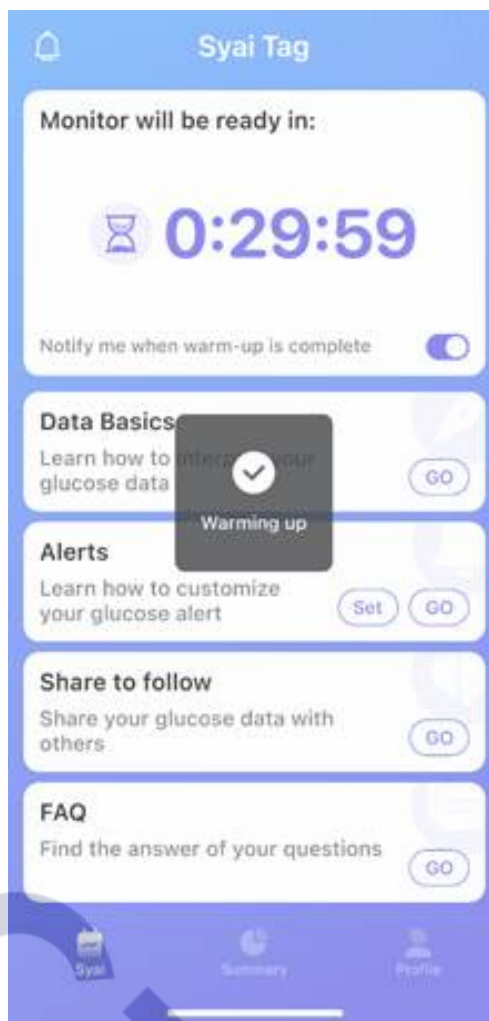 Syai Tag
Monitor will be ready in:
0:29:59
Notify me when warm-up is complete
Data Basics
Learn how to your
glucose data
GO
Warming up
Alerts
Learn how to customize
your glucose alert
Set
GO
Share to follow
Share your glucose data with
others
GO
FAQ
Find the answer of your questions
GO
Syai
Summary
Profile